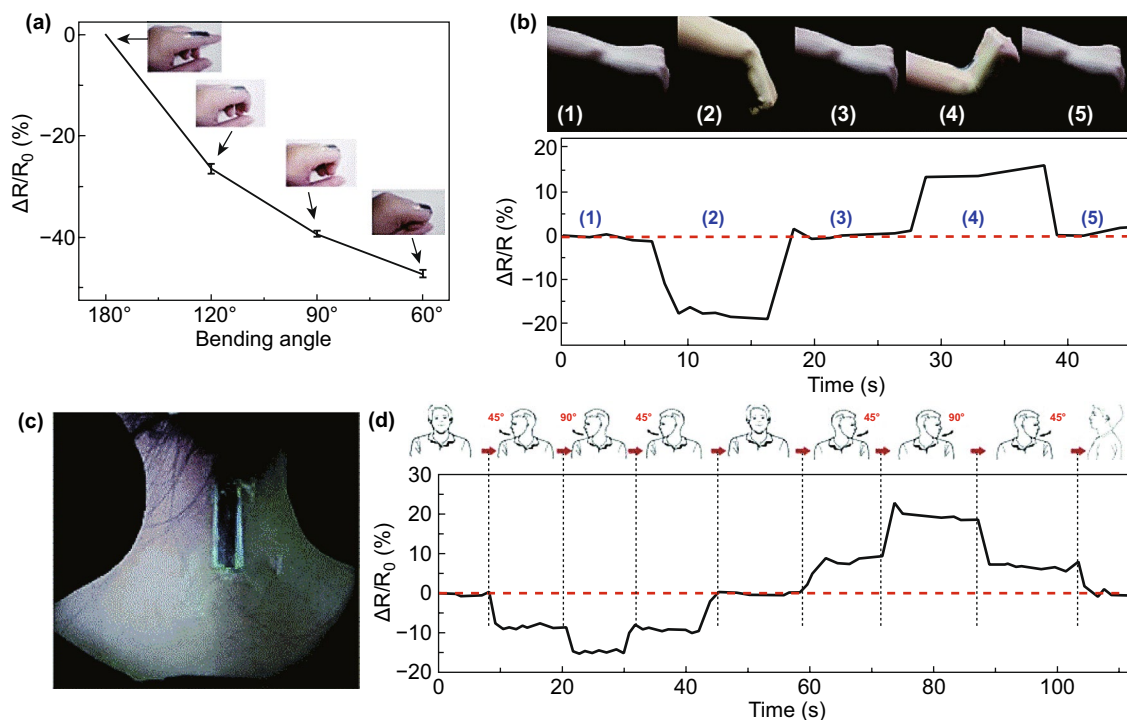 (a)
0
−20
−40
ΔR/R₀ (%)
180° 120° 90° 60°
Bending angle
(b)
(1) (2) (3) (4) (5)
20
10
0
−10
−20
ΔR/R (%)
(1) (2) (3) (4) (5)
0 10 20 30 40
Time (s)
(c)
(d)
45° 90° 45° 45° 90° 45°
30
20
10
0
−10
−15
−20
ΔR/R₀ (%)
0 20 40 60 80 100
Time (s)